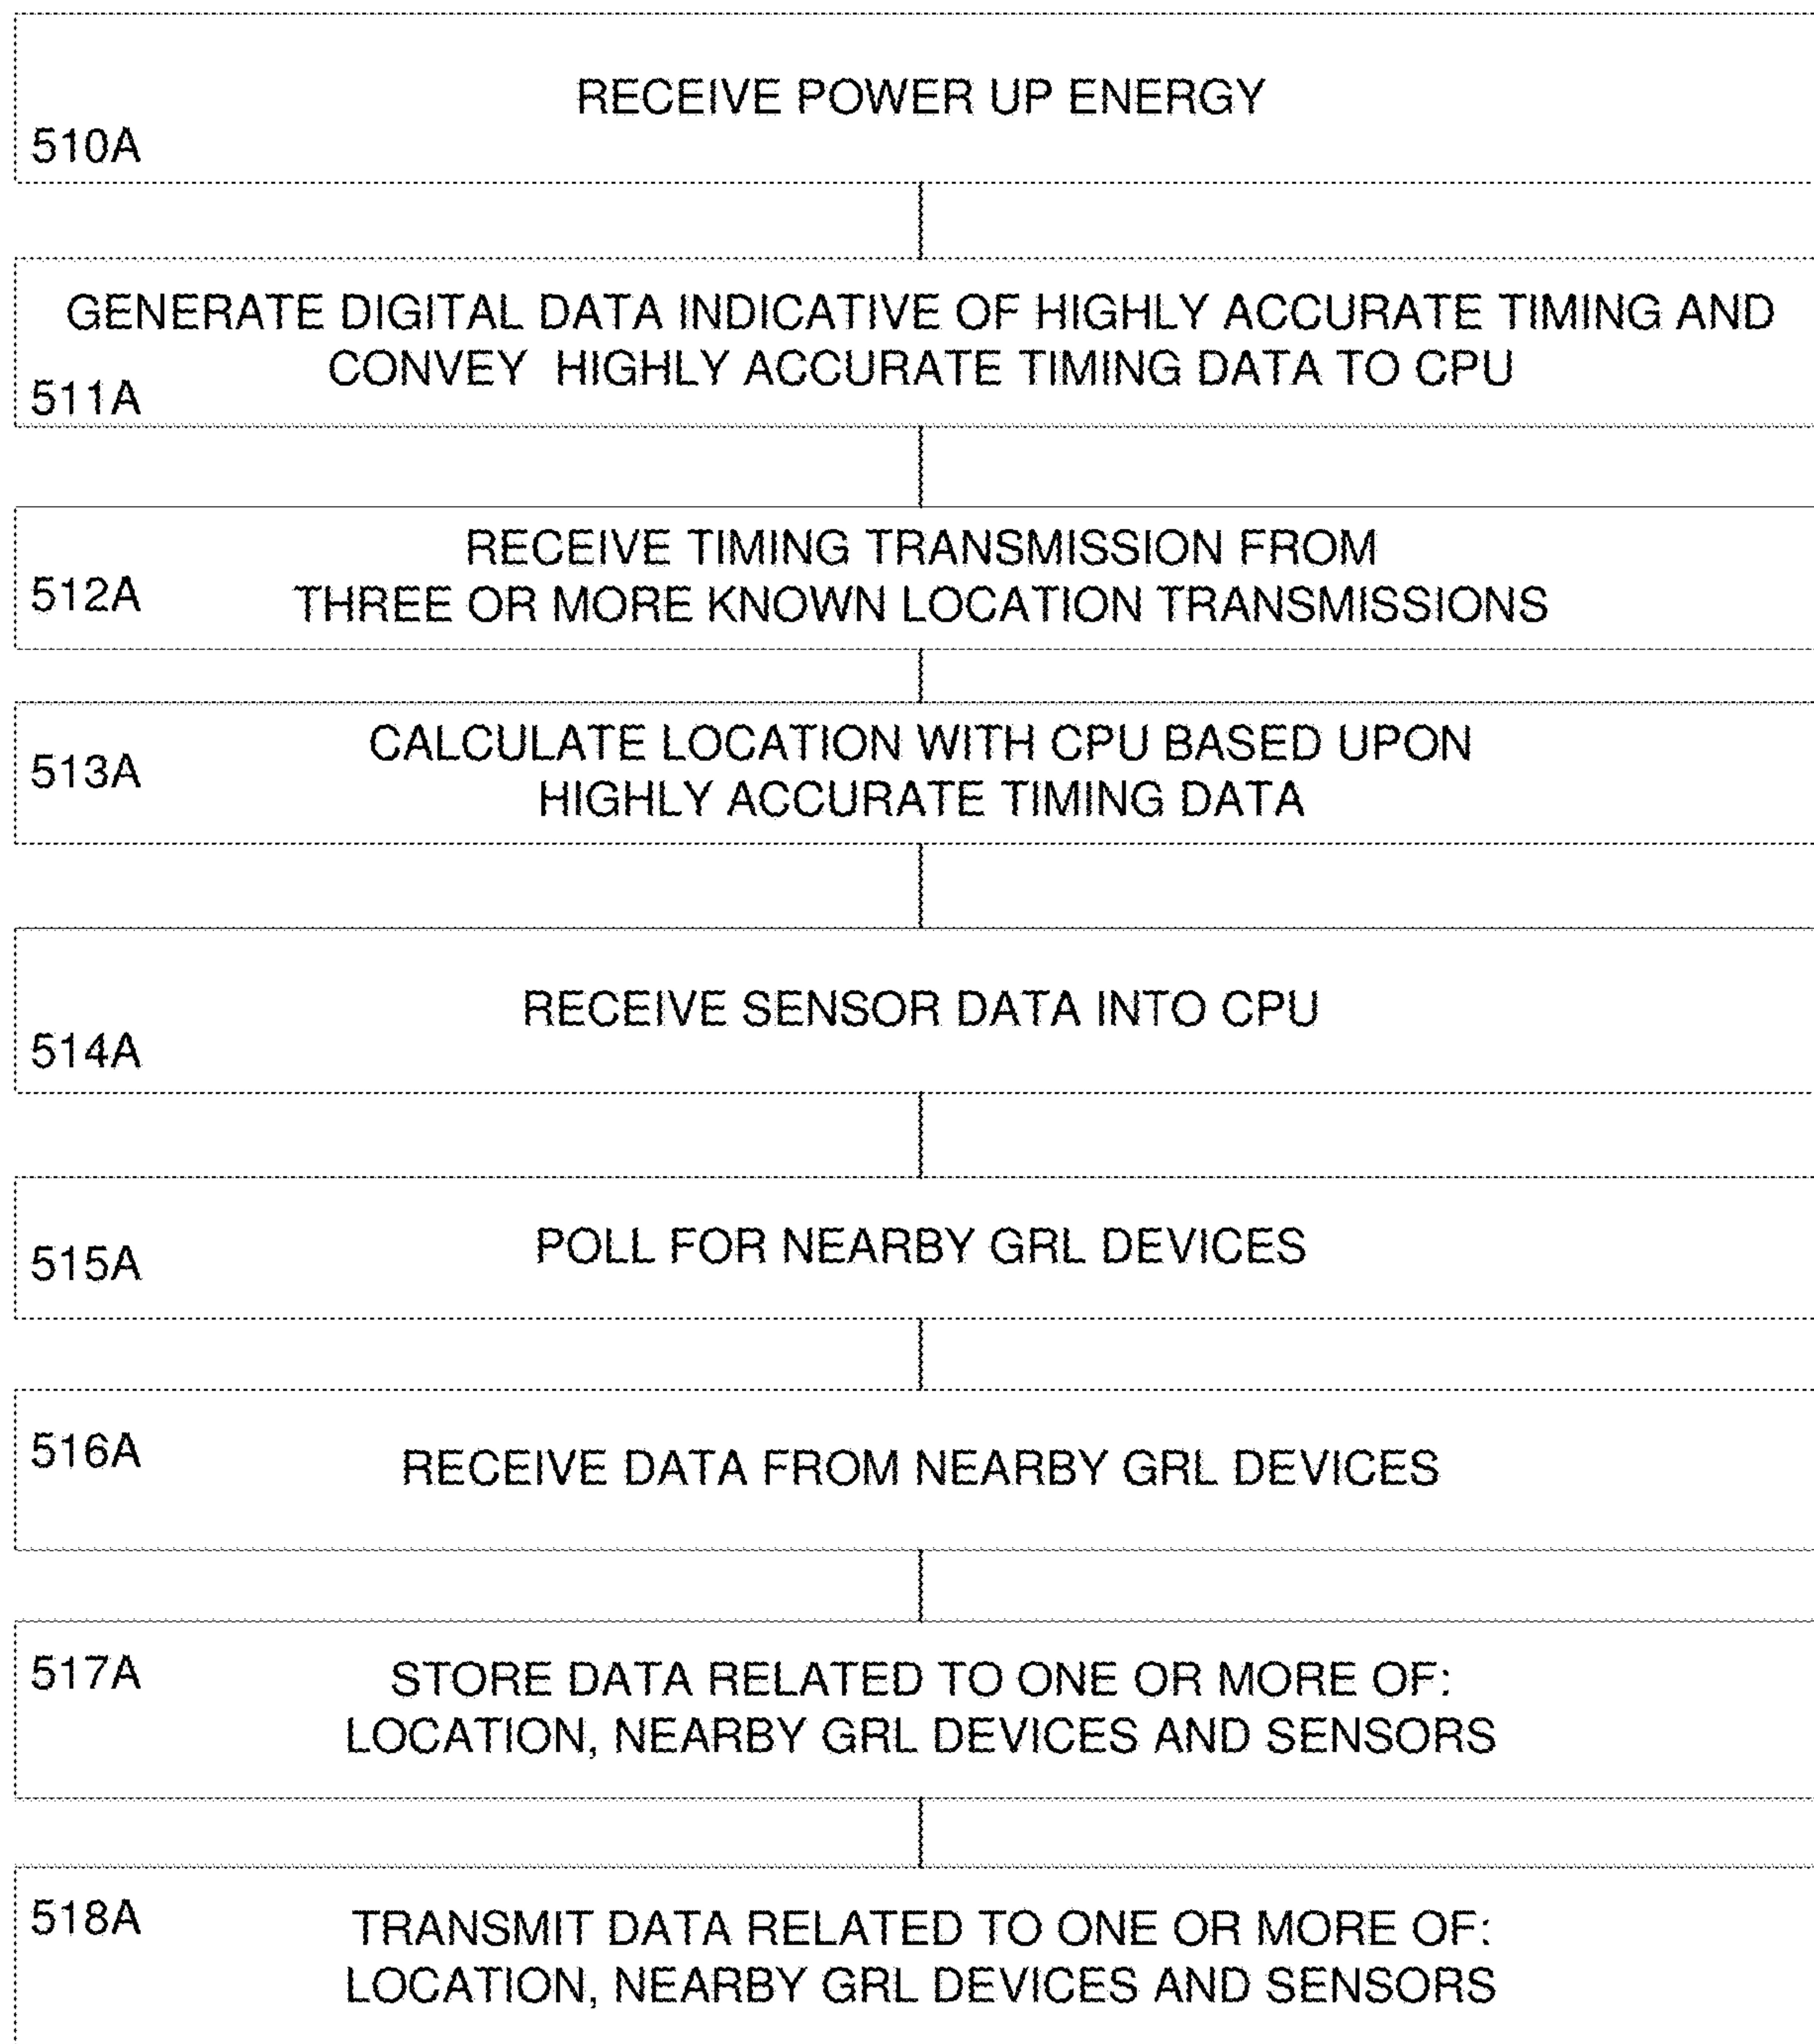 RECEIVE POWER UP ENERGY
510A
GENERATE DIGITAL DATA INDICATIVE OF HIGHLY ACCURATE TIMING AND
CONVEY HIGHLY ACCURATE TIMING DATA TO CPU
511A
RECEIVE TIMING TRANSMISSION FROM
512A
THREE OR MORE KNOWN LOCATION TRANSMISSIONS
CALCULATE LOCATION WITH CPU BASED UPON
513A
HIGHLY ACCURATE TIMING DATA
RECEIVE SENSOR DATA INTO CPU
514A
POLL FOR NEARBY GRL DEVICES
515A
516A
RECEIVE DATA FROM NEARBY GRL DEVICES
517A
STORE DATA RELATED TO ONE OR MORE OF:
LOCATION, NEARBY GRL DEVICES AND SENSORS
518A
TRANSMIT DATA RELATED TO ONE OR MORE OF:
LOCATION, NEARBY GRL DEVICES AND SENSORS